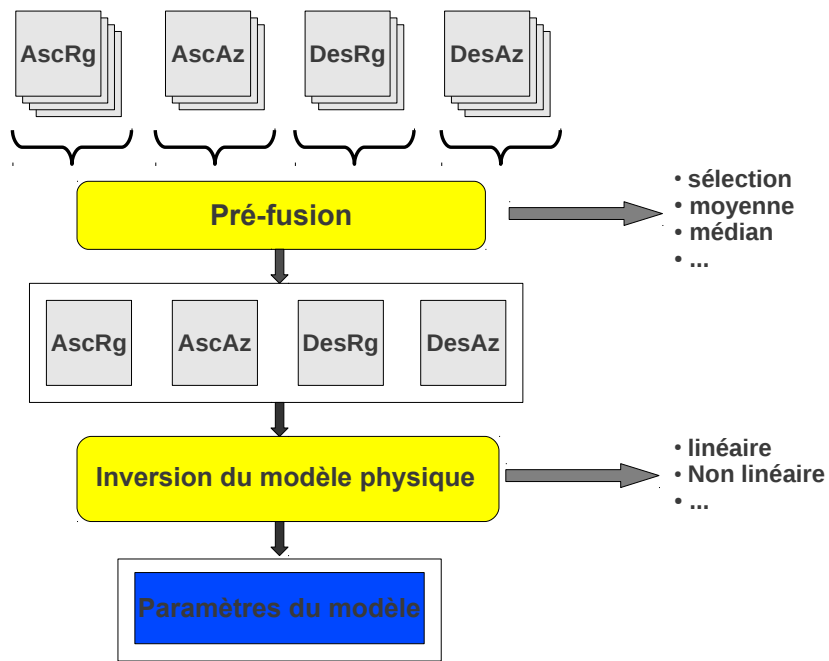 AscRg AscAz DesRg DesAz
Pré-fusion
• sélection
• moyenne
• médian
• ...
AscRg AscAz DesRg DesAz
Inversion du modèle physique
• linéaire
• Non linéaire
• ...
Paramètres du modèle